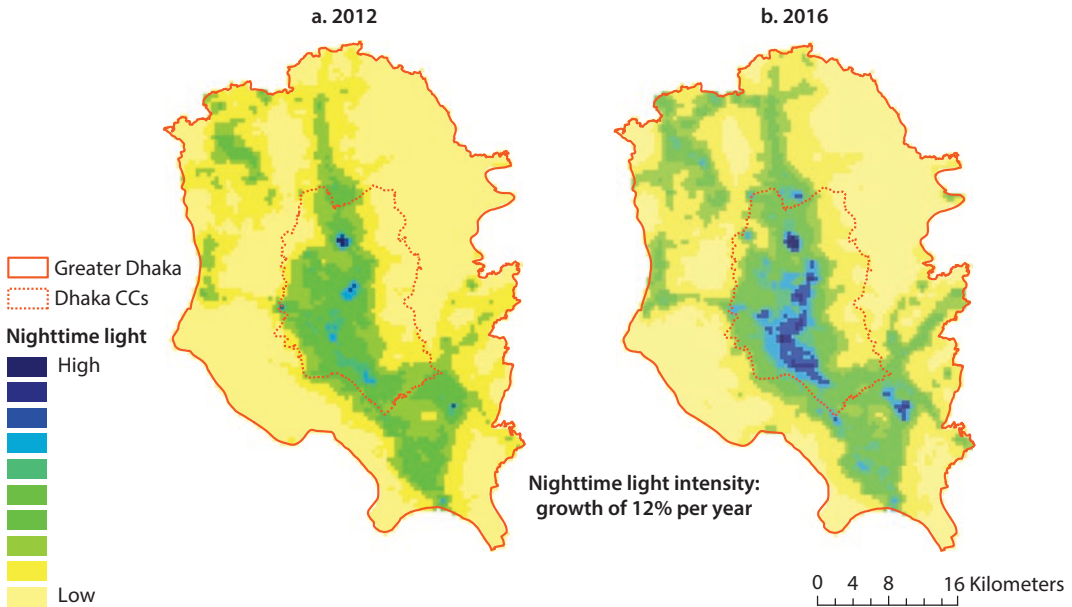 a. 2012
b. 2016
Greater Dhaka
Dhaka CCs
Nighttime light
High
Low
Nighttime light intensity:
growth of 12% per year
0 4 8 16 Kilometers